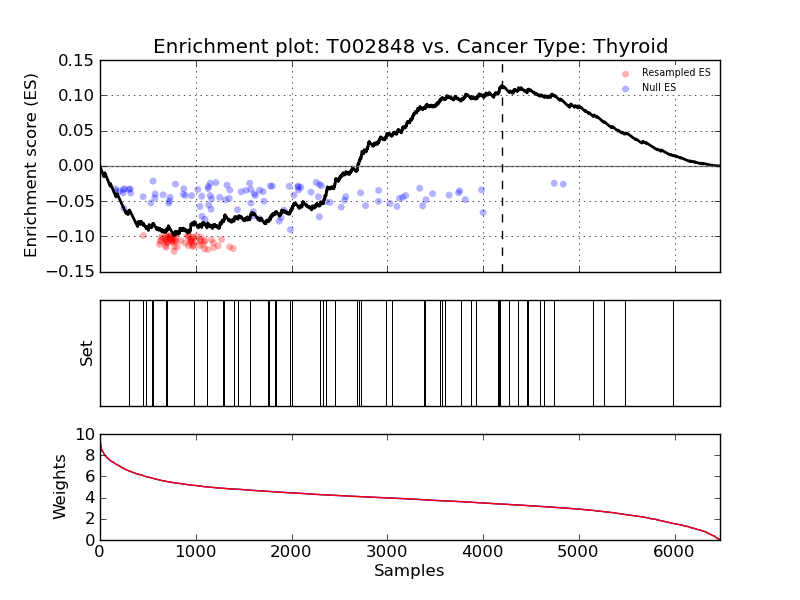 Enrichment plot: T002848 vs. Cancer Type: Thyroid
Enrichment score (ES)
0.15
0.10
0.05
0.00
−0.05
−0.10
−0.15
Resampled ES
Null ES
Set
Weights
10
8
6
4
2
0
0 1000 2000 3000 4000 5000 6000
Samples